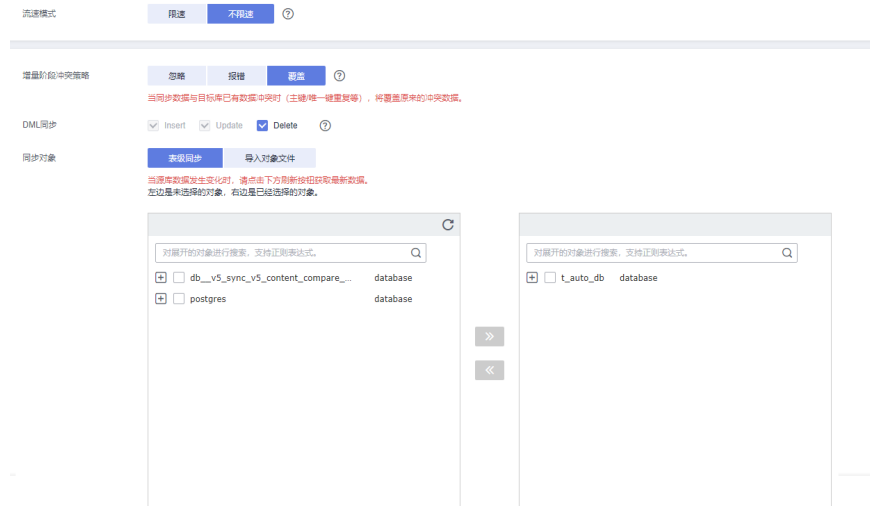 流速模式 限速 不限速
增量阶段冲突策略 忽略 报错 覆盖
当同步数据与目标库已有数据冲突时（主键/唯一键重复等），将覆盖原来的冲突数据。
DML同步 Insert Update Delete
同步对象 表级同步 导入对象文件
当源库数据发生变化时，请点击下方刷新按钮获取最新数据。
左边是未选择的对象，右边是已经选择的对象。
对展开的对象进行搜索，支持正则表达式。 对展开的对象进行搜索，支持正则表达式。
db__v5_sync_v5_content_compare_... database t_auto_db database
postgres database